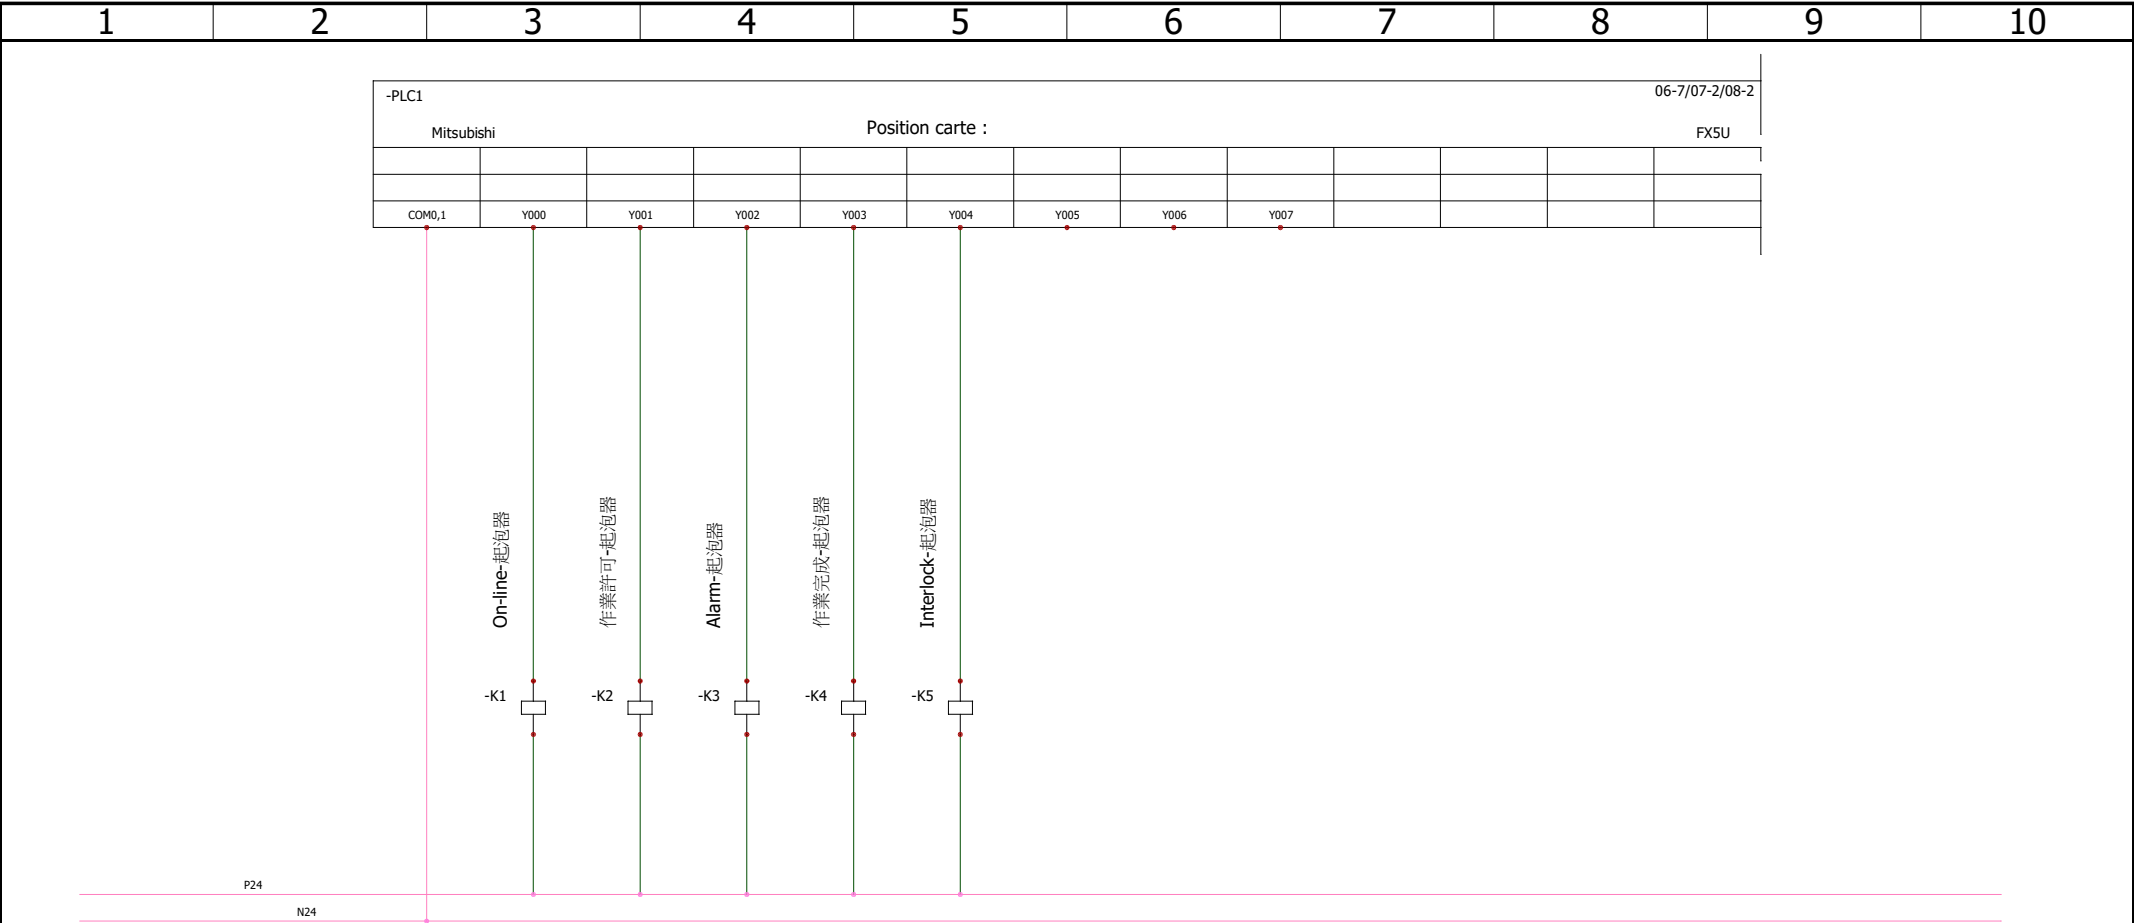 1 2 3 4 5 6 7 8 9 10
-PLC1 06-7/07-2/08-2
Mitsubishi Position carte : FX5U
COM0,1 Y000 Y001 Y002 Y003 Y004 Y005 Y006 Y007
On-line-起泡器
作業許可-起泡器
Alarm-起泡器
作業完成-起泡器
Interlock-起泡器
-K1 -K2 -K3 -K4 -K5
P24
N24